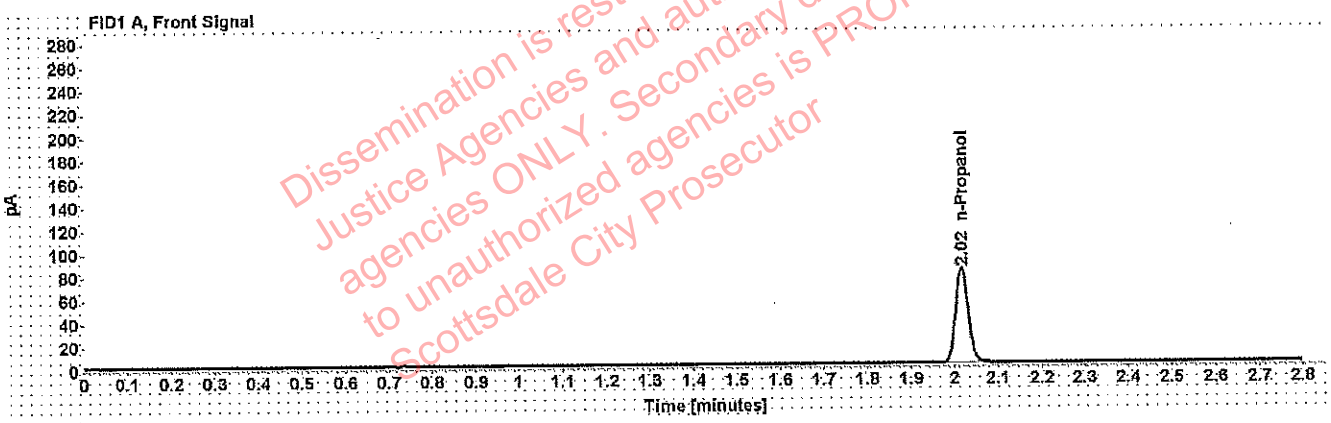 FID1 A, Front Signal
280
260
240
220
200
180
160
140
120
100
80
60
40
20
0
pA
2.02 n-Propanol
0 0.1 0.2 0.3 0.4 0.5 0.6 0.7 0.8 0.9 1 1.1 1.2 1.3 1.4 1.5 1.6 1.7 1.8 1.9 2 2.1 2.2 2.3 2.4 2.5 2.6 2.7 2.8
Time [minutes]
Dissemination is
Justice Agencies and
agencies ONLY. Secondary
to unauthorized agencies is
Scottsdale City Prosecutor